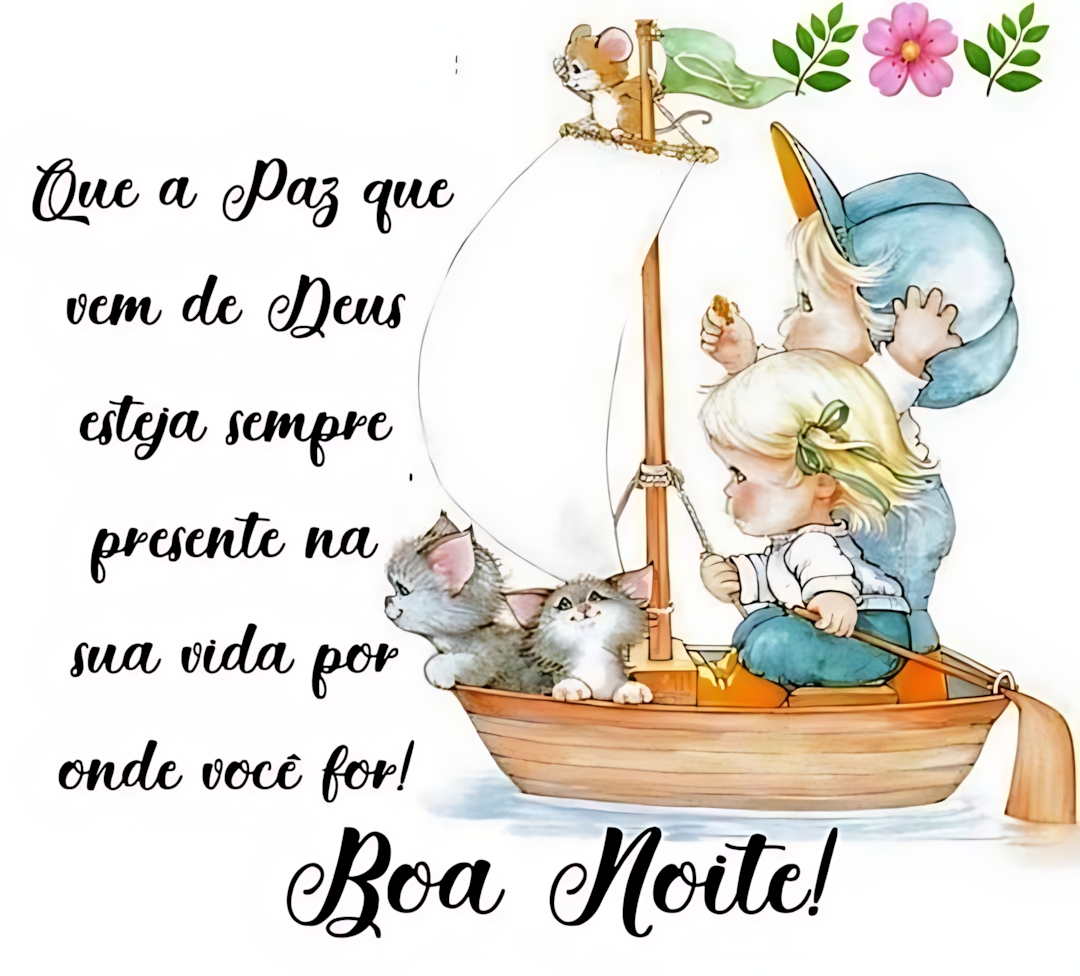 Que a Paz que
vem de Deus
esteja sempre
presente na
sua vida por
onde você for!
Boa Noite!